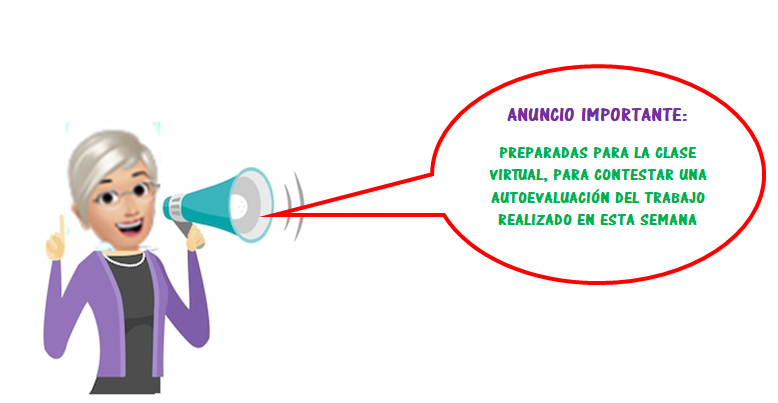 ANUNCIO IMPORTANTE:
PREPARADAS PARA LA CLASE
VIRTUAL, PARA CONTESTAR UNA
AUTOEVALUACIÓN DEL TRABAJO
REALIZADO EN ESTA SEMANA